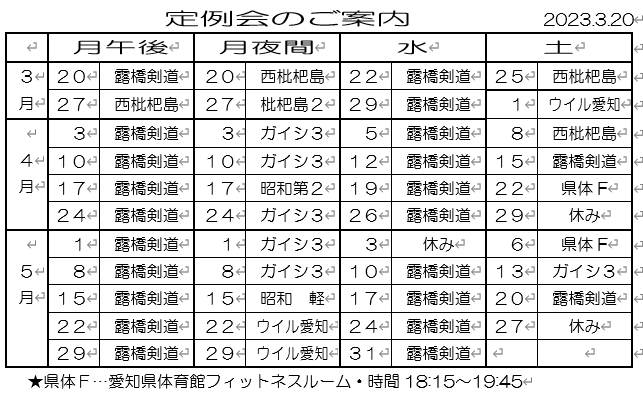 定例会のご案内 2023.3.20
月午後 月夜間 水 土
3 20 露橋剣道 20 西枇杷島 22 露橋剣道 25 西枇杷島
月 27 西枇杷島 27 枇杷島2 29 露橋剣道 1 ウイル愛知
3 露橋剣道 3 ガイシ3 5 露橋剣道 8 西枇杷島
4 10 露橋剣道 10 ガイシ3 12 露橋剣道 15 露橋剣道
月 17 露橋剣道 17 昭和第2 19 露橋剣道 22 県体F
24 露橋剣道 24 ガイシ3 26 露橋剣道 29 休み
1 露橋剣道 1 ガイシ3 3 休み 6 県体F
5 8 露橋剣道 8 ガイシ3 10 露橋剣道 13 ガイシ3
月 15 露橋剣道 15 昭和 軽 17 露橋剣道 20 露橋剣道
22 露橋剣道 22 ウイル愛知 24 露橋剣道 27 休み
29 露橋剣道 29 ウイル愛知 31 露橋剣道
★県体F…愛知県体育館フィットネスルーム・時間 18:15～19:45